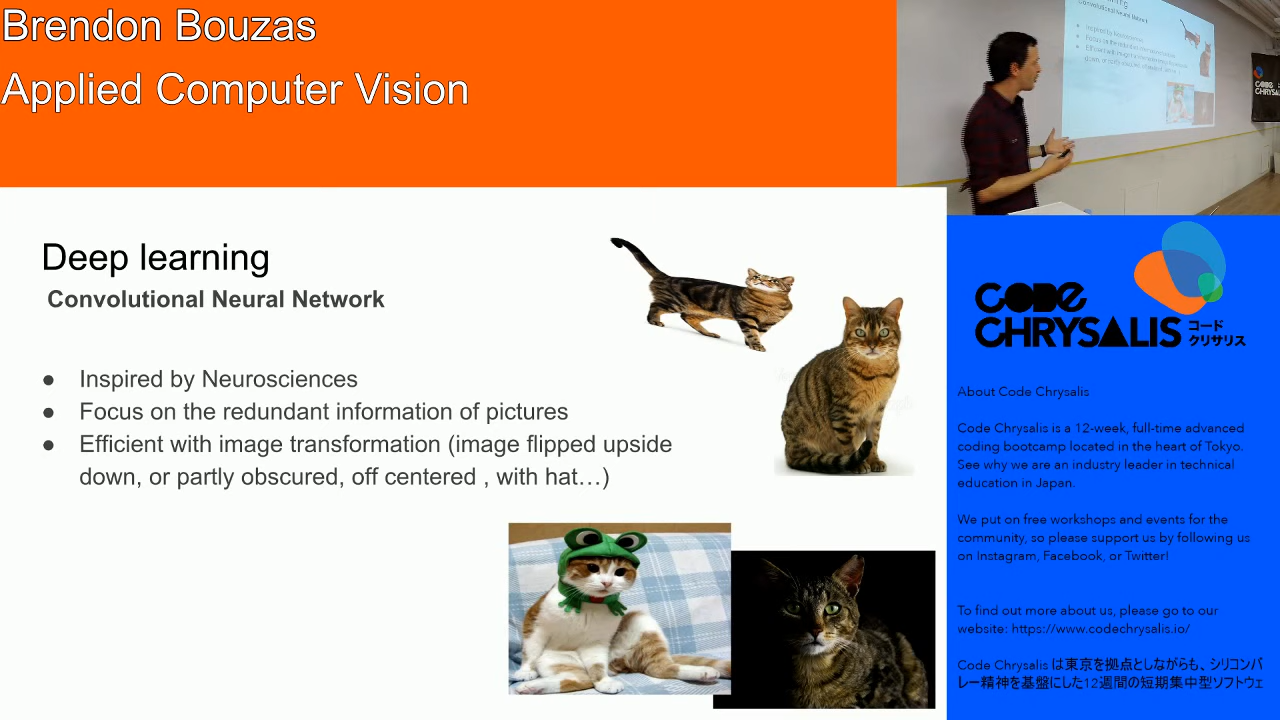 Brendon Bouzas
Applied Computer Vision
Deep learning
Convolutional Neural Network
● Inspired by Neurosciences
● Focus on the redundant information of pictures
● Efficient with image transformation (image flipped upside
down, or partly obscured, off centered , with hat…)
Convolutional Neural Network
Inspired by Neurosciences
CODE
CHRYSALIS
CODE
CHRYSALIS
コード
クリサリス
About Code Chrysalis
Code Chrysalis is a 12-week, full-time advanced
coding bootcamp located in the heart of Tokyo.
See why we are an industry leader in technical
education in Japan.
We put on free workshops and events for the
community, so please support us by following us
on Instagram, Facebook, or Twitter!
To find out more about us, please go to our
website: https://www.codechrysalis.io/
Code Chrysalis は東京を拠点としながらも、シリコンバ
レー精神を基盤にした12週間の短期集中型ソフトウェ